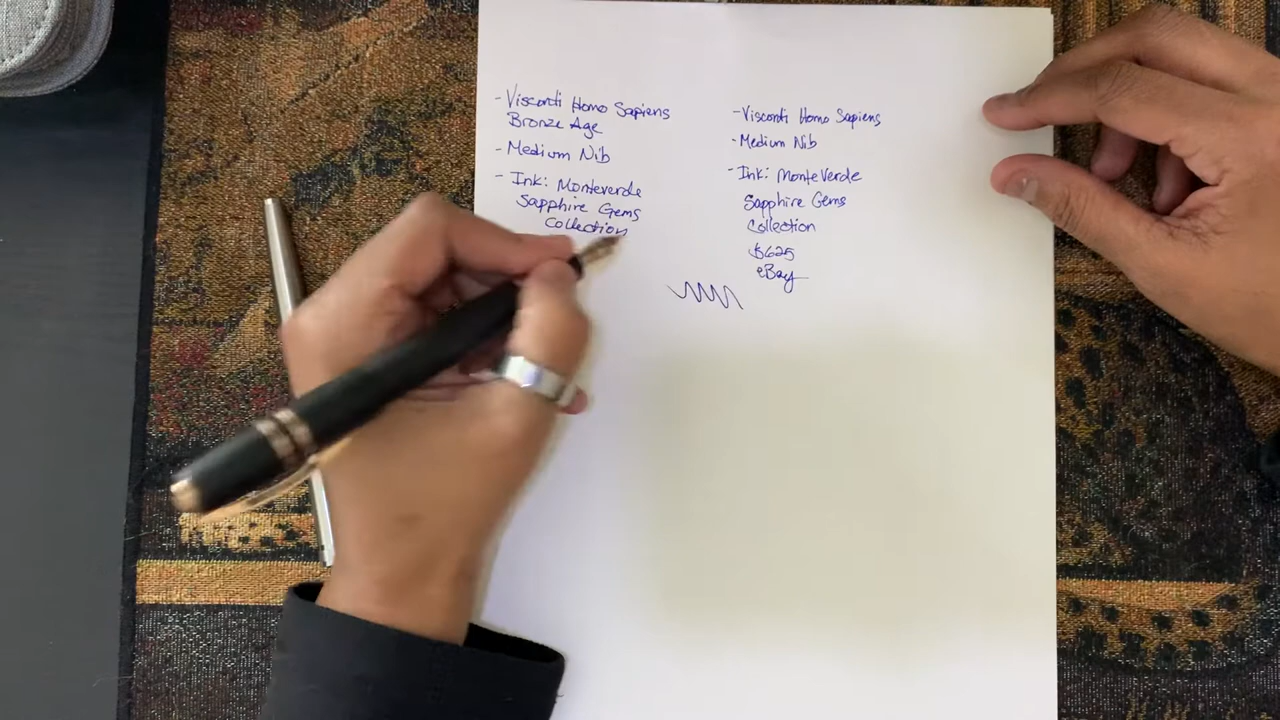 - Visconti Homo Sapiens
Bronze Age
- Medium Nib
- Ink: Monteverde
Sapphire Gems
Collection
- Visconti Homo Sapiens
- Medium Nib
- Ink: MonteVerde
Sapphire Gems
Collection
$625
eBay